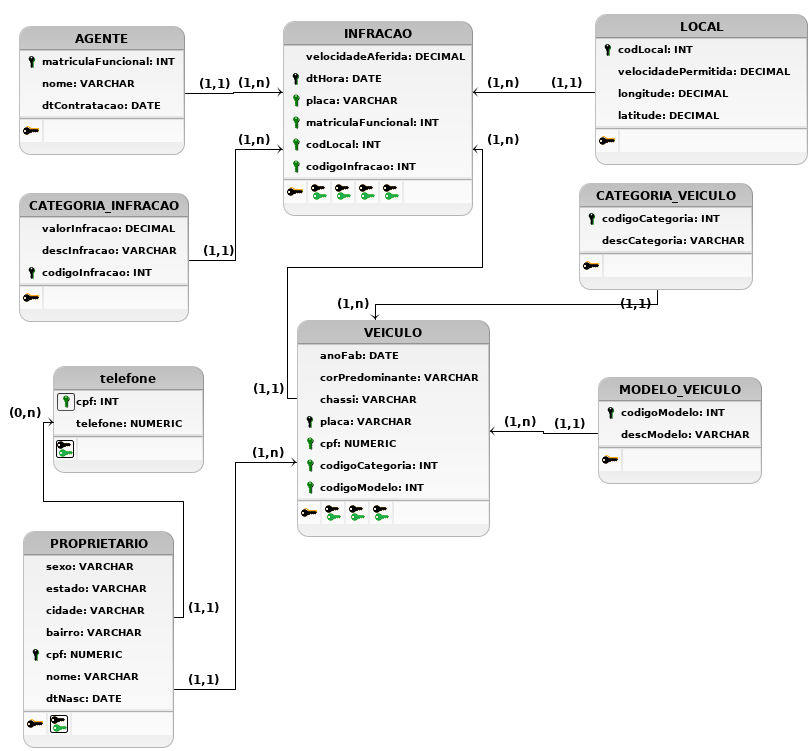 AGENTE
matriculaFuncional: INT
nome: VARCHAR
dtContratacao: DATE
(1,1)
(1,n)
INFRACAO
velocidadeAferida: DECIMAL
dtHora: DATE
placa: VARCHAR
matriculaFuncional: INT
codLocal: INT
codigoInfracao: INT
(1,n)
(1,1)
LOCAL
codLocal: INT
velocidadePermitida: DECIMAL
longitude: DECIMAL
latitude: DECIMAL
(1,n)
(1,n)
CATEGORIA_INFRACAO
valorInfracao: DECIMAL
descInfracao: VARCHAR
codigoInfracao: INT
(1,1)
CATEGORIA_VEICULO
codigoCategoria: INT
descCategoria: VARCHAR
(1,n)
(1,1)
VEICULO
anoFab: DATE
corPredominante: VARCHAR
chassi: VARCHAR
placa: VARCHAR
cpf: NUMERIC
codigoCategoria: INT
codigoModelo: INT
(1,1)
(1,n)
(1,n)
(1,1)
MODELO_VEICULO
codigoModelo: INT
descModelo: VARCHAR
telefone
cpf: INT
telefone: NUMERIC
(0,n)
PROPRIETARIO
sexo: VARCHAR
estado: VARCHAR
cidade: VARCHAR
bairro: VARCHAR
cpf: NUMERIC
nome: VARCHAR
dtNasc: DATE
(1,1)
(1,1)